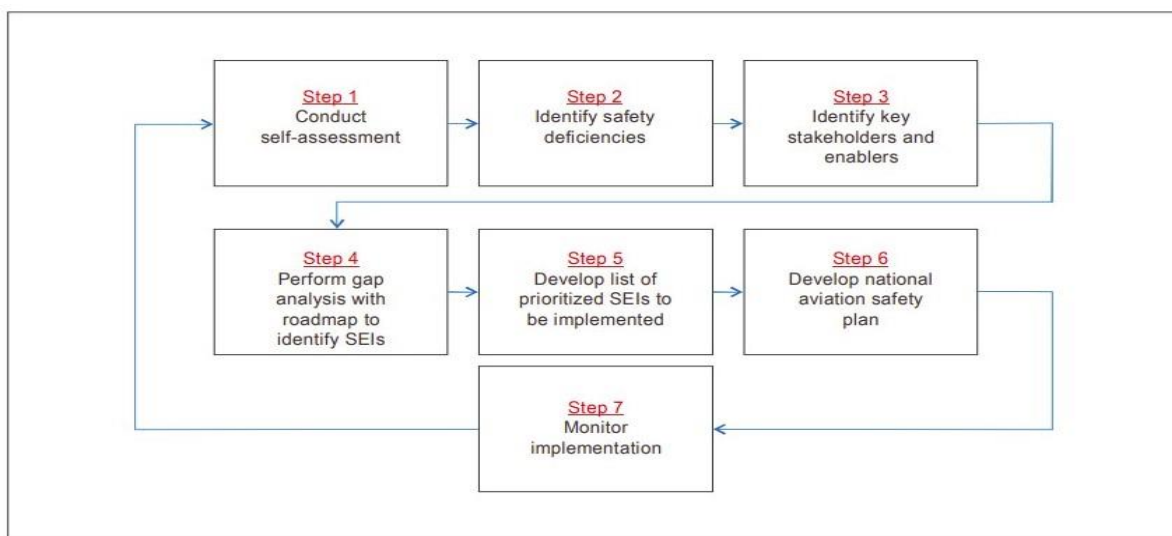 Step 1
Conduct
self-assessment
Step 2
Identify safety
deficiencies
Step 3
Identify key
stakeholders and
enablers
Step 4
Perform gap
analysis with
roadmap to
identify SEIs
Step 5
Develop list of
prioritized SEIs to
be implemented
Step 6
Develop national
aviation safety
plan
Step 7
Monitor
implementation